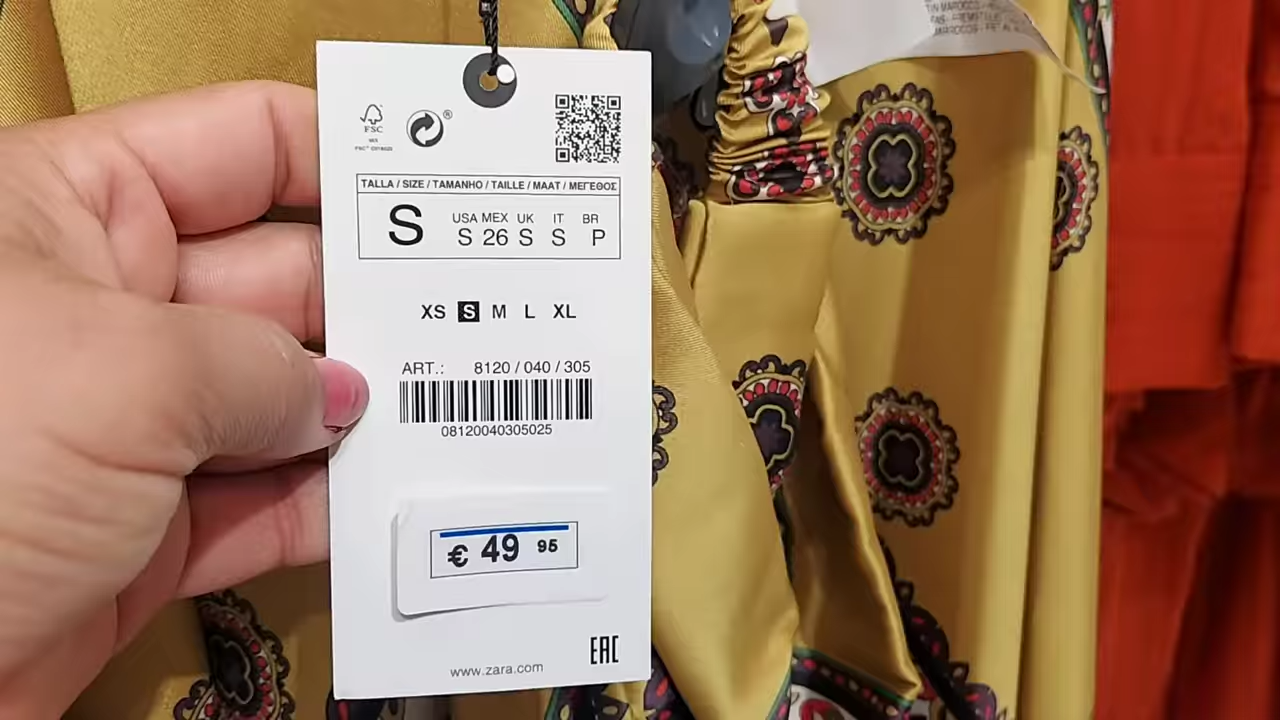 FSC
®
TALLA / SIZE / TAMANHO / TAILLE / MAAT / ΜΕΓΕΘΟΣ
S
USA MEX UK IT BR
S 26 S S P
XS S M L XL
ART.: 8120 / 040 / 305
08120040305025
€ 49 95
EAC
www.zara.com